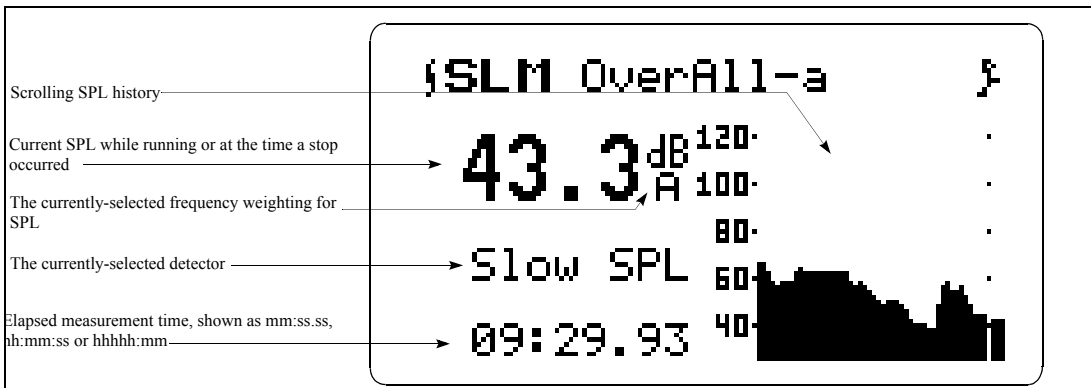 SLM OverAll-a
Scrolling SPL history
Current SPL while running or at the time a stop
occurred
43.3 dB
A
The currently-selected frequency weighting for
SPL
The currently-selected detector
Slow SPL
Elapsed measurement time, shown as mm:ss.ss,
hh:mm:ss or hhhhh:mm
09:29.93
120
100
80
60
40